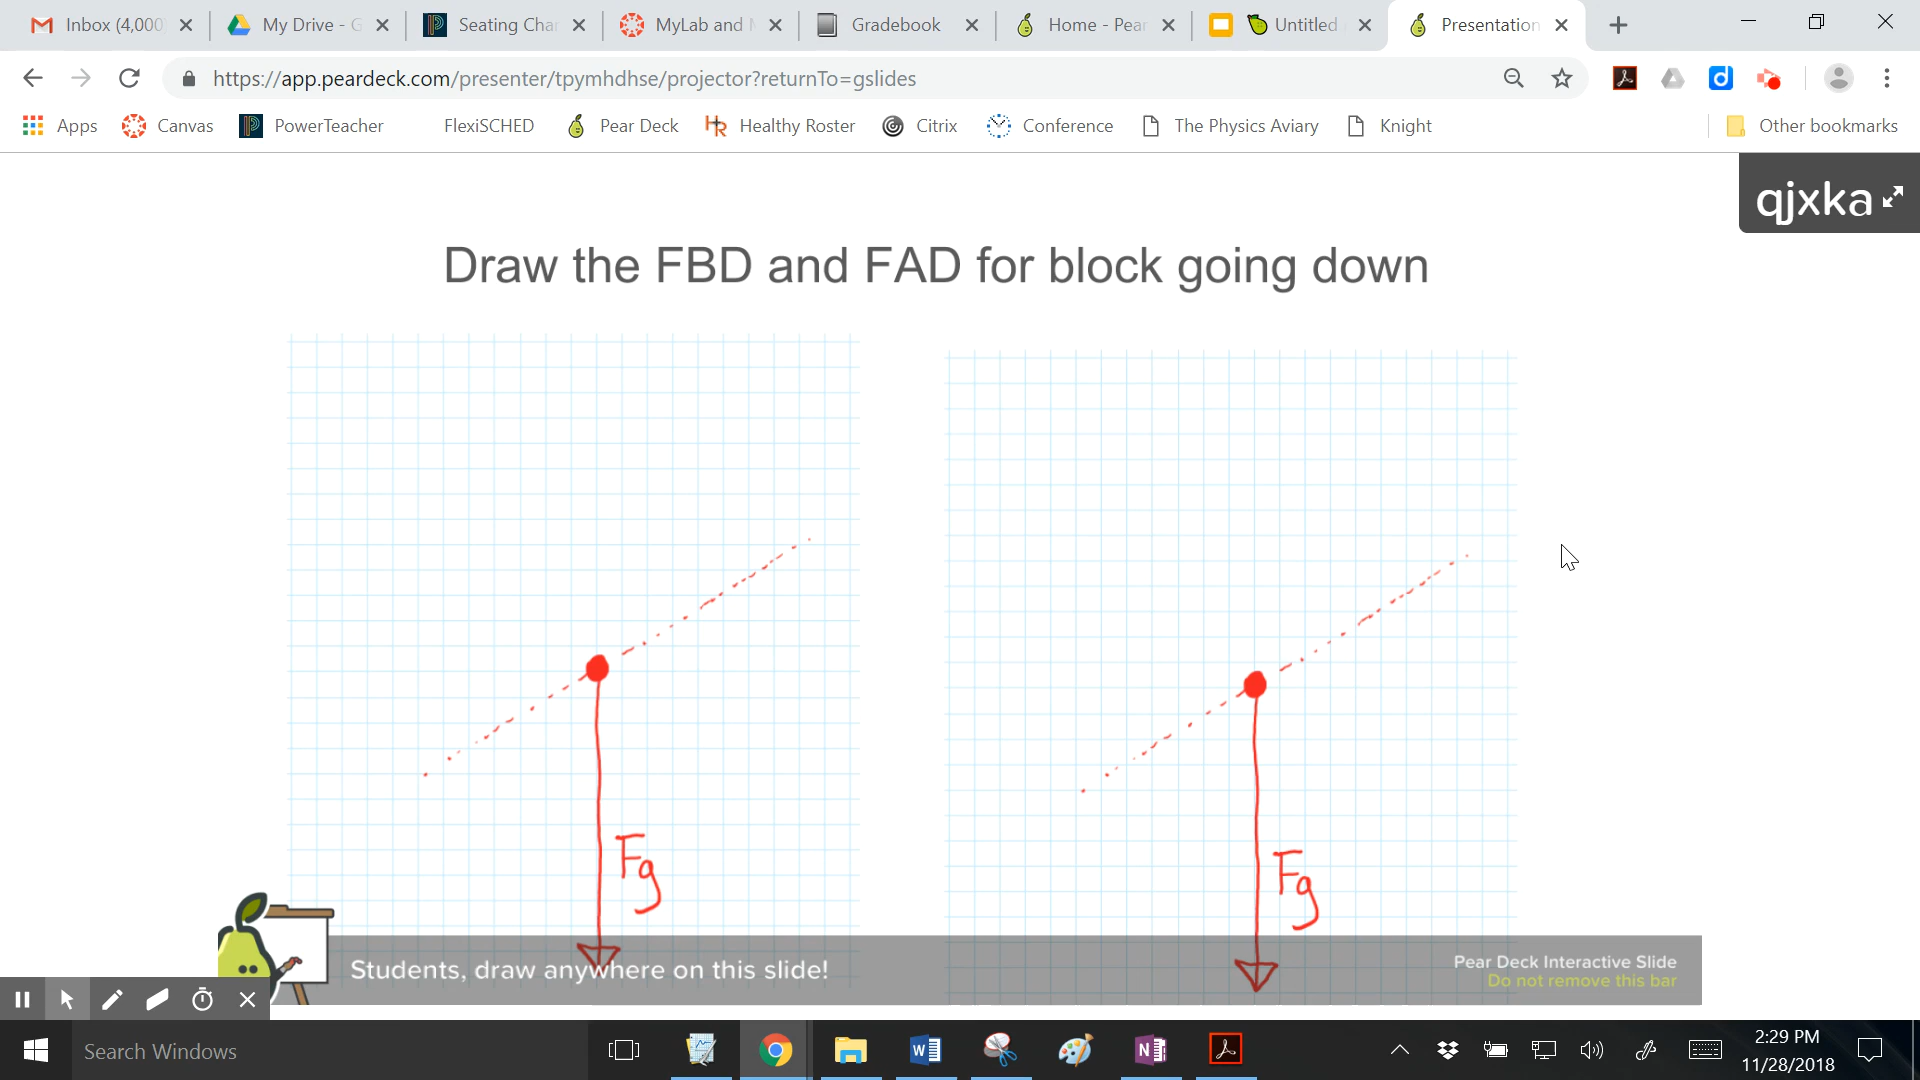 Inbox (4,000
My Drive - G
Seating Char
MyLab and M
Gradebook
Home - Pear
Untitled
Presentation
https://app.peardeck.com/presenter/tpymhdhse/projector?returnTo=gslides
Apps
Canvas
PowerTeacher
FlexiSCHED
Pear Deck
Healthy Roster
Citrix
Conference
The Physics Aviary
Knight
Other bookmarks
qjxka
Draw the FBD and FAD for block going down
Fg
Fg
Students, draw anywhere on this slide!
Pear Deck Interactive Slide
Do not remove this bar
Search Windows
2:29 PM
11/28/2018